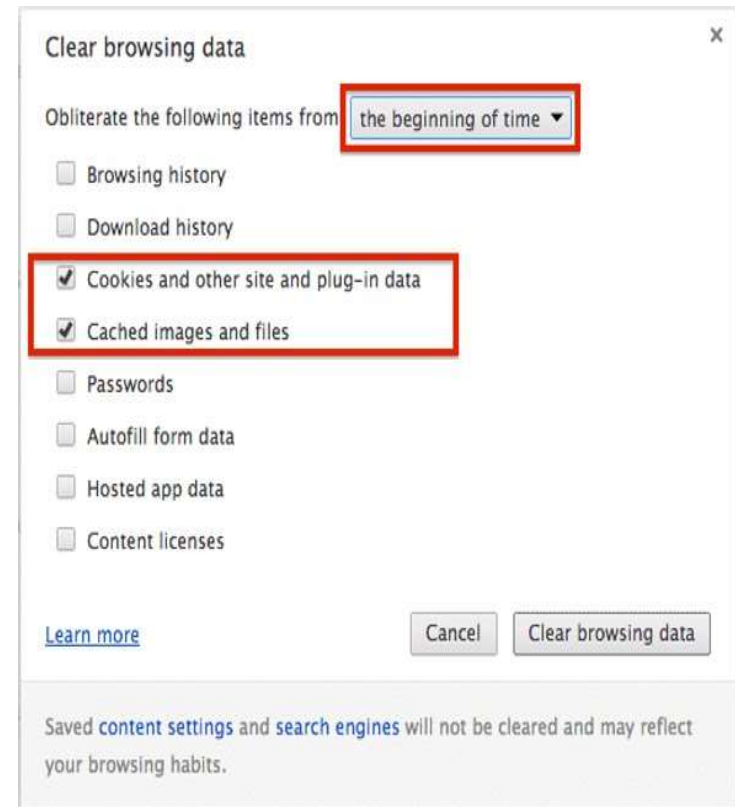 Clear browsing data
x
Obliterate the following items from the beginning of time
Browsing history
Download history
Cookies and other site and plug-in data
Cached images and files
Passwords
Autofill form data
Hosted app data
Content licenses
Learn more Cancel Clear browsing data
Saved content settings and search engines will not be cleared and may reflect
your browsing habits.